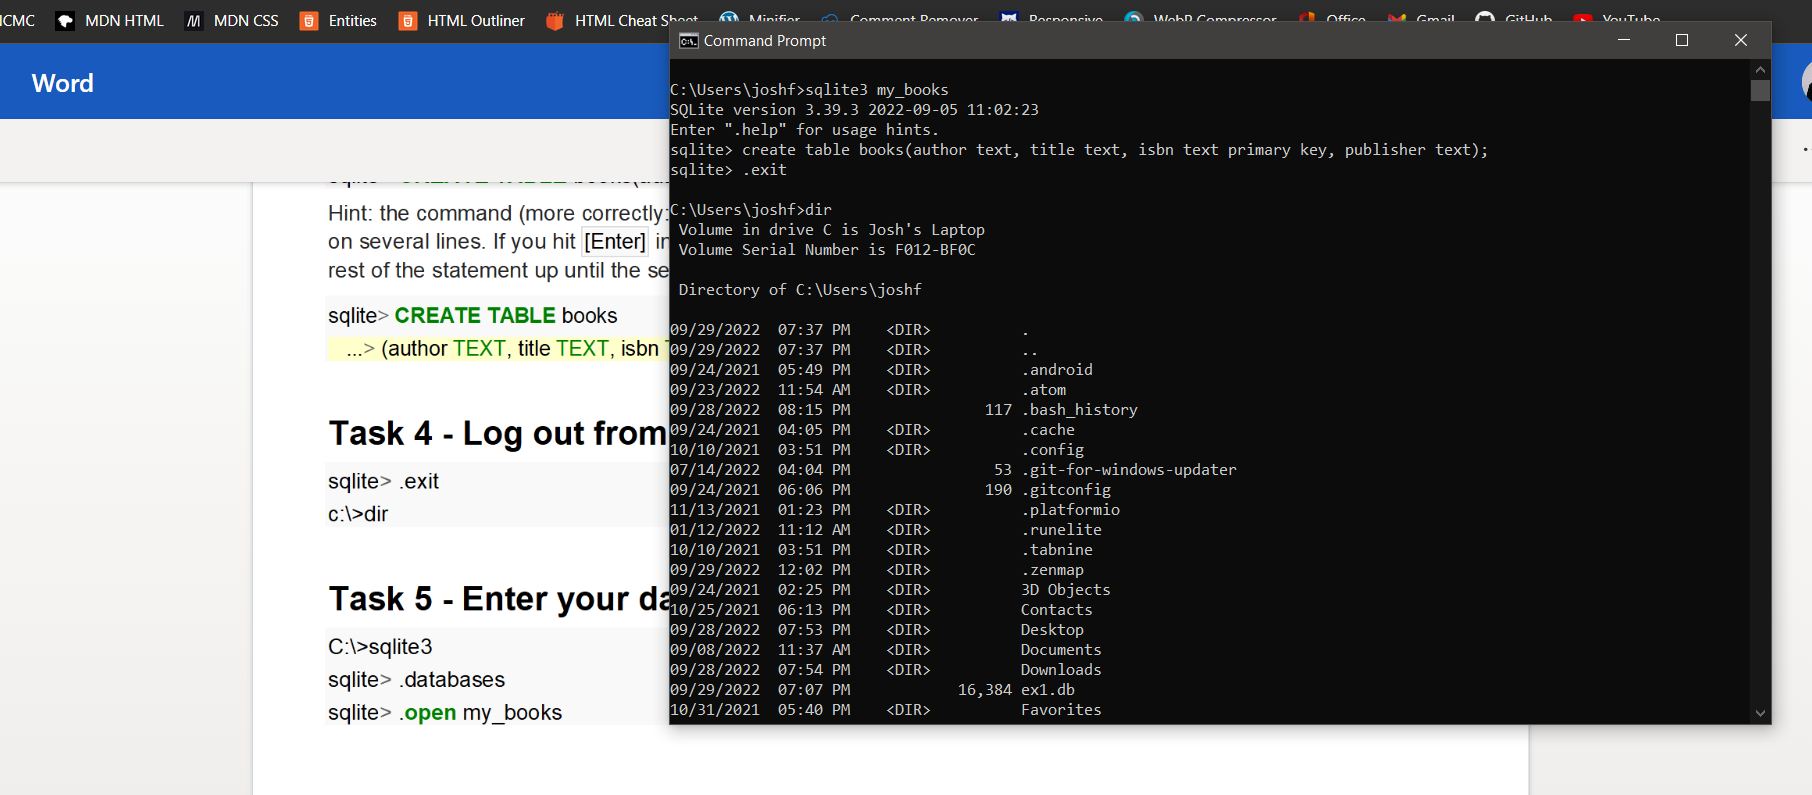 MDN HTML MDN CSS Entities HTML Outliner HTML Cheat Sheet Minifier Comment Remover Responsive WebP Compressor Office Gmail GitHub YouTube
Word
Hint: the command (more correctly:
on several lines. If you hit [Enter] in
rest of the statement up until the se
sqlite> CREATE TABLE books
...> (author TEXT, title TEXT, isbn
Task 4 - Log out from
sqlite> .exit
c:\>dir
Task 5 - Enter your da
C:\>sqlite3
sqlite> .databases
sqlite> .open my_books
Command Prompt
C:\Users\joshf>sqlite3 my_books
SQLite version 3.39.3 2022-09-05 11:02:23
Enter ".help" for usage hints.
sqlite> create table books(author text, title text, isbn text primary key, publisher text);
sqlite> .exit
C:\Users\joshf>dir
Volume in drive C is Josh's Laptop
Volume Serial Number is F012-BF0C
Directory of C:\Users\joshf
09/29/2022 07:37 PM <DIR> .
09/29/2022 07:37 PM <DIR> ..
09/24/2021 05:49 PM <DIR> .android
09/23/2022 11:54 AM <DIR> .atom
09/28/2022 08:15 PM 117 .bash_history
09/24/2021 04:05 PM <DIR> .cache
10/10/2021 03:51 PM <DIR> .config
07/14/2022 04:04 PM 53 .git-for-windows-updater
09/24/2021 06:06 PM 190 .gitconfig
11/13/2021 01:23 PM <DIR> .platformio
01/12/2022 11:12 AM <DIR> .runelite
10/10/2021 03:51 PM <DIR> .tabnine
09/29/2022 12:02 PM <DIR> .zenmap
09/24/2021 02:25 PM <DIR> 3D Objects
10/25/2021 06:13 PM <DIR> Contacts
09/28/2022 07:53 PM <DIR> Desktop
09/08/2022 11:37 AM <DIR> Documents
09/28/2022 07:54 PM <DIR> Downloads
09/29/2022 07:07 PM 16,384 ex1.db
10/31/2021 05:40 PM <DIR> Favorites